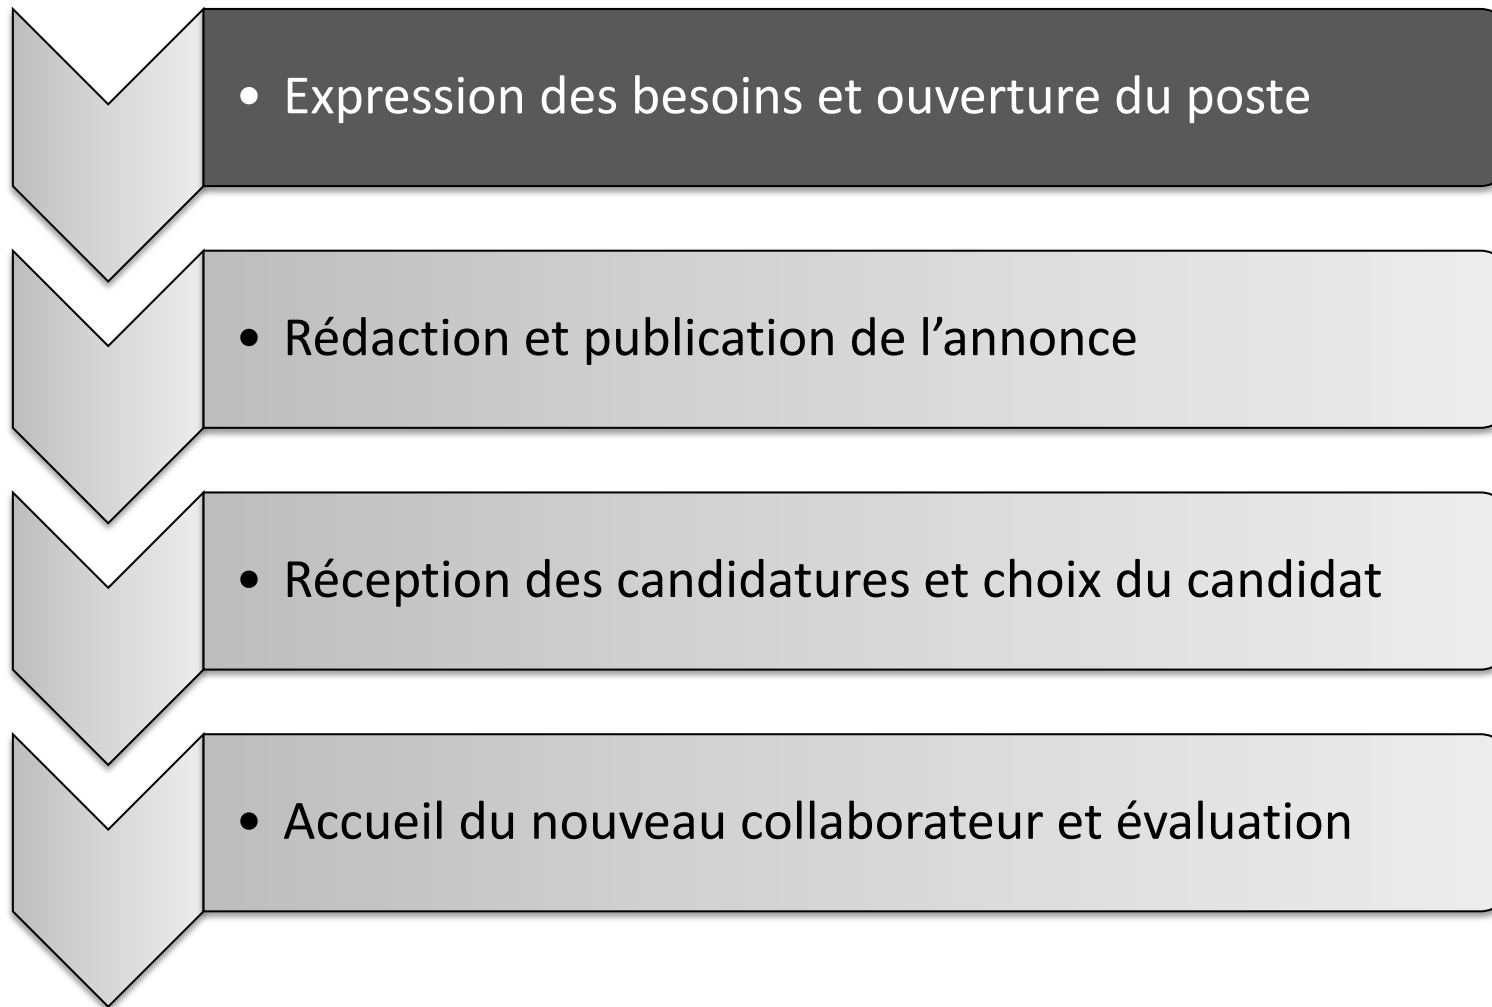 • Expression des besoins et ouverture du poste
• Rédaction et publication de l’annonce
• Réception des candidatures et choix du candidat
• Accueil du nouveau collaborateur et évaluation